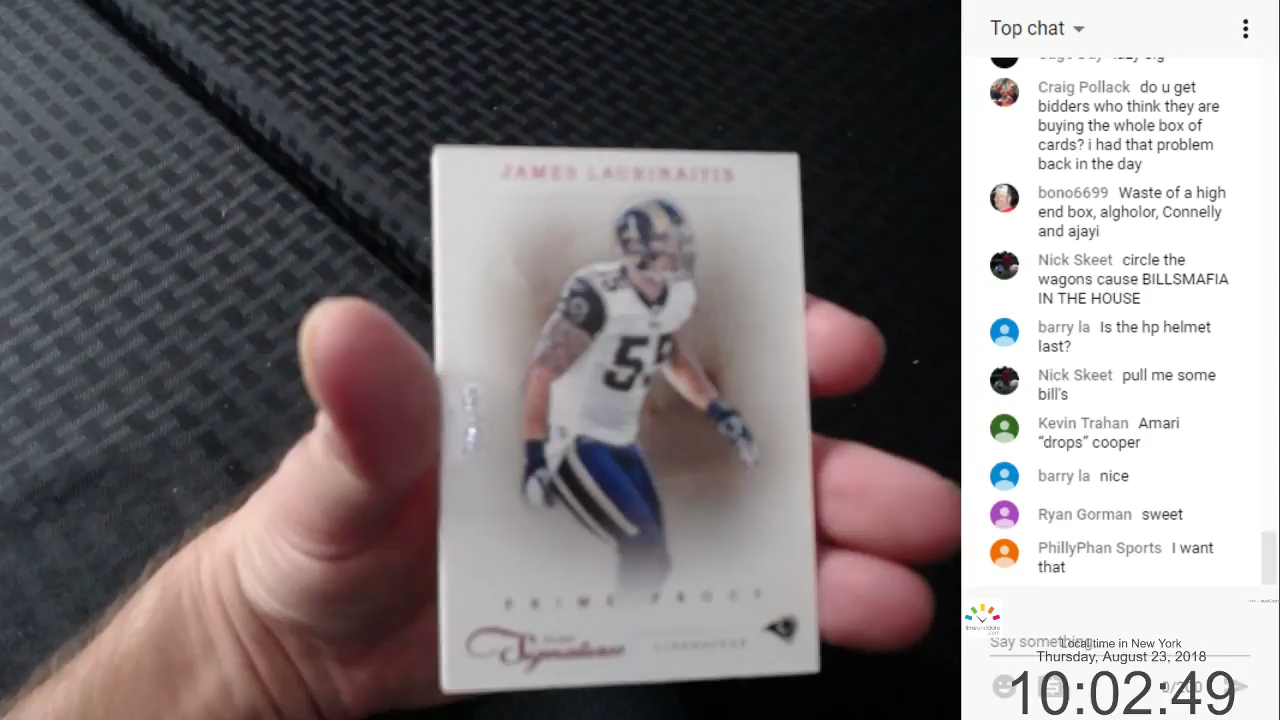 JAMES LAURINAITIS
55
PRIME PROOF
Signatures
LINEBACKER
Top chat
Craig Pollack do u get
bidders who think they are
buying the whole box of
cards? i had that problem
back in the day
bono6699 Waste of a high
end box, algholor, Connelly
and ajayi
Nick Skeet circle the
wagons cause BILLSMAFIA
IN THE HOUSE
barry la Is the hp helmet
last?
Nick Skeet pull me some
bill's
Kevin Trahan Amari
“drops” cooper
barry la nice
Ryan Gorman sweet
PhillyPhan Sports I want
that
Say something
Local time in New York
Thursday, August 23, 2018
10:02:49